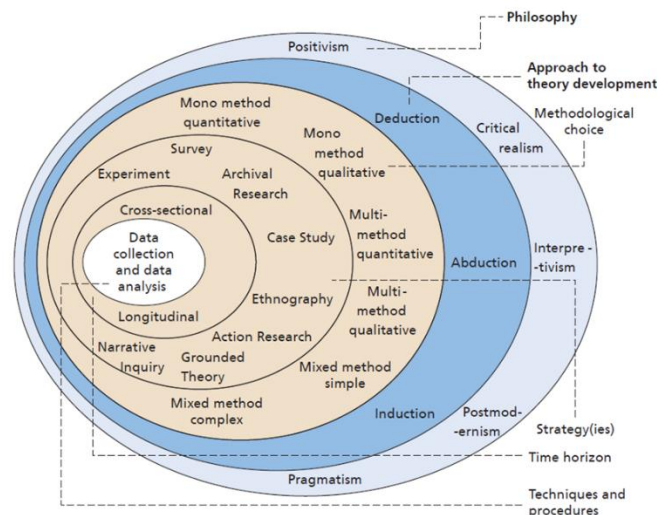 Philosophy
Positivism
Approach to
theory development
Mono method
quantitative
Deduction
Methodological
choice
Critical
realism
Mono
method
qualitative
Survey
Experiment
Archival
Research
Cross-sectional
Multi-
method
quantitative
Case Study
Data
collection
and data
analysis
Abduction
Interpre-
-tivism
Ethnography
Multi-
method
qualitative
Longitudinal
Action Research
Narrative
Inquiry
Grounded
Theory
Mixed method
simple
Mixed method
complex
Induction
Postmod-
-ernism
Strategy(ies)
Time horizon
Pragmatism
Techniques and
procedures